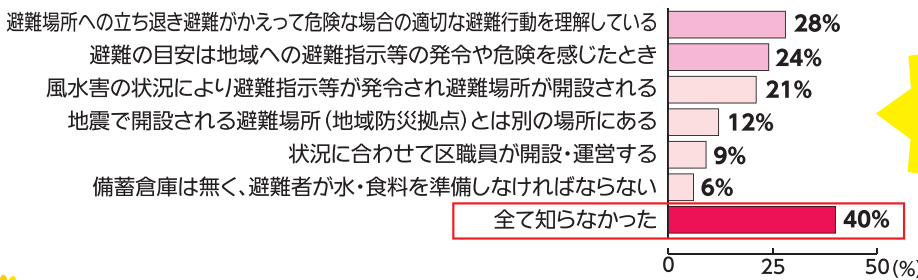 避難場所への立ち退き避難がかえって危険な場合の適切な避難行動を理解している 28%
避難の目安は地域への避難指示等の発令や危険を感じたとき 24%
風水害の状況により避難指示等が発令され避難場所が開設される 21%
地震で開設される避難場所（地域防災拠点）とは別の場所にある 12%
状況に合わせて区職員が開設・運営する 9%
備蓄倉庫は無く、避難者が水・食料を準備しなければならない 6%
全て知らなかった 40%
0 25 50(%)